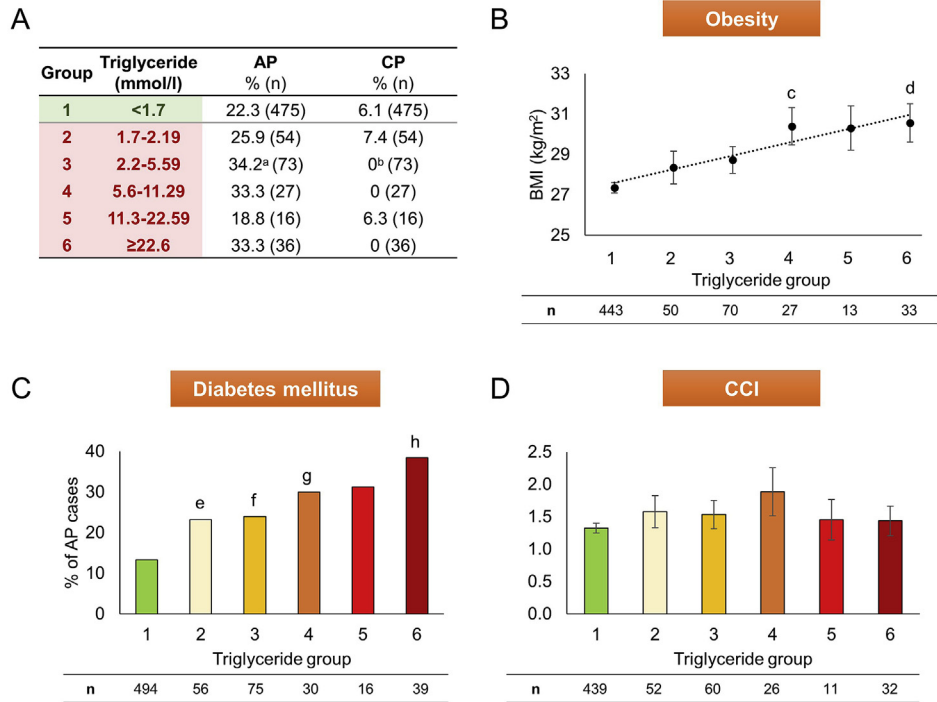 A
Group Triglyceride (mmol/l) AP % (n) CP % (n)
1 <1.7 22.3 (475) 6.1 (475)
2 1.7-2.19 25.9 (54) 7.4 (54)
3 2.2-5.59 34.2ᵃ (73) 0ᵇ (73)
4 5.6-11.29 33.3 (27) 0 (27)
5 11.3-22.59 18.8 (16) 6.3 (16)
6 ≥22.6 33.3 (36) 0 (36)
B
Obesity
BMI (kg/m²)
33
31
29
27
25
c d
1 2 3 4 5 6
Triglyceride group
n 443 50 70 27 13 33
C
Diabetes mellitus
% of AP cases
40
30
20
10
0
e f g h
1 2 3 4 5 6
Triglyceride group
n 494 56 75 30 16 39
D
CCI
2.5
2.0
1.5
1.0
0.5
0.0
1 2 3 4 5 6
Triglyceride group
n 439 52 60 26 11 32